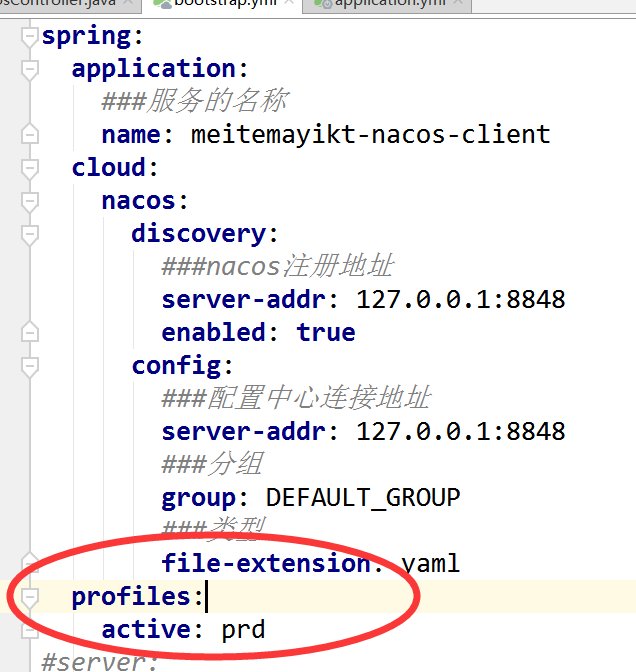 sController.java
bootstrap.yml
application.yml
spring:
application:
###服务的名称
name: meitemayikt-nacos-client
cloud:
nacos:
discovery:
###nacos注册地址
server-addr: 127.0.0.1:8848
enabled: true
config:
###配置中心连接地址
server-addr: 127.0.0.1:8848
###分组
group: DEFAULT_GROUP
###类型
file-extension: yaml
profiles:
active: prd
#server: